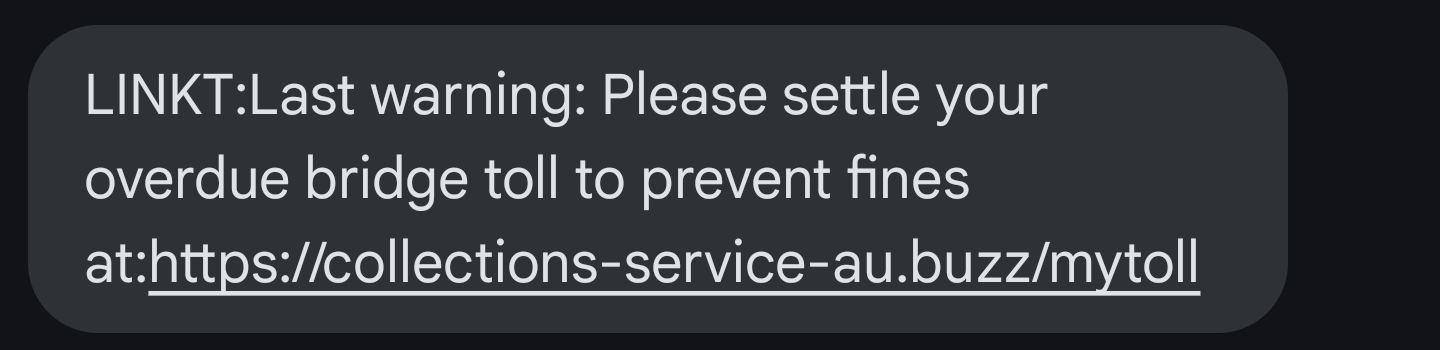 LINKT:Last warning: Please settle your
overdue bridge toll to prevent fines
at:https://collections-service-au.buzz/mytoll